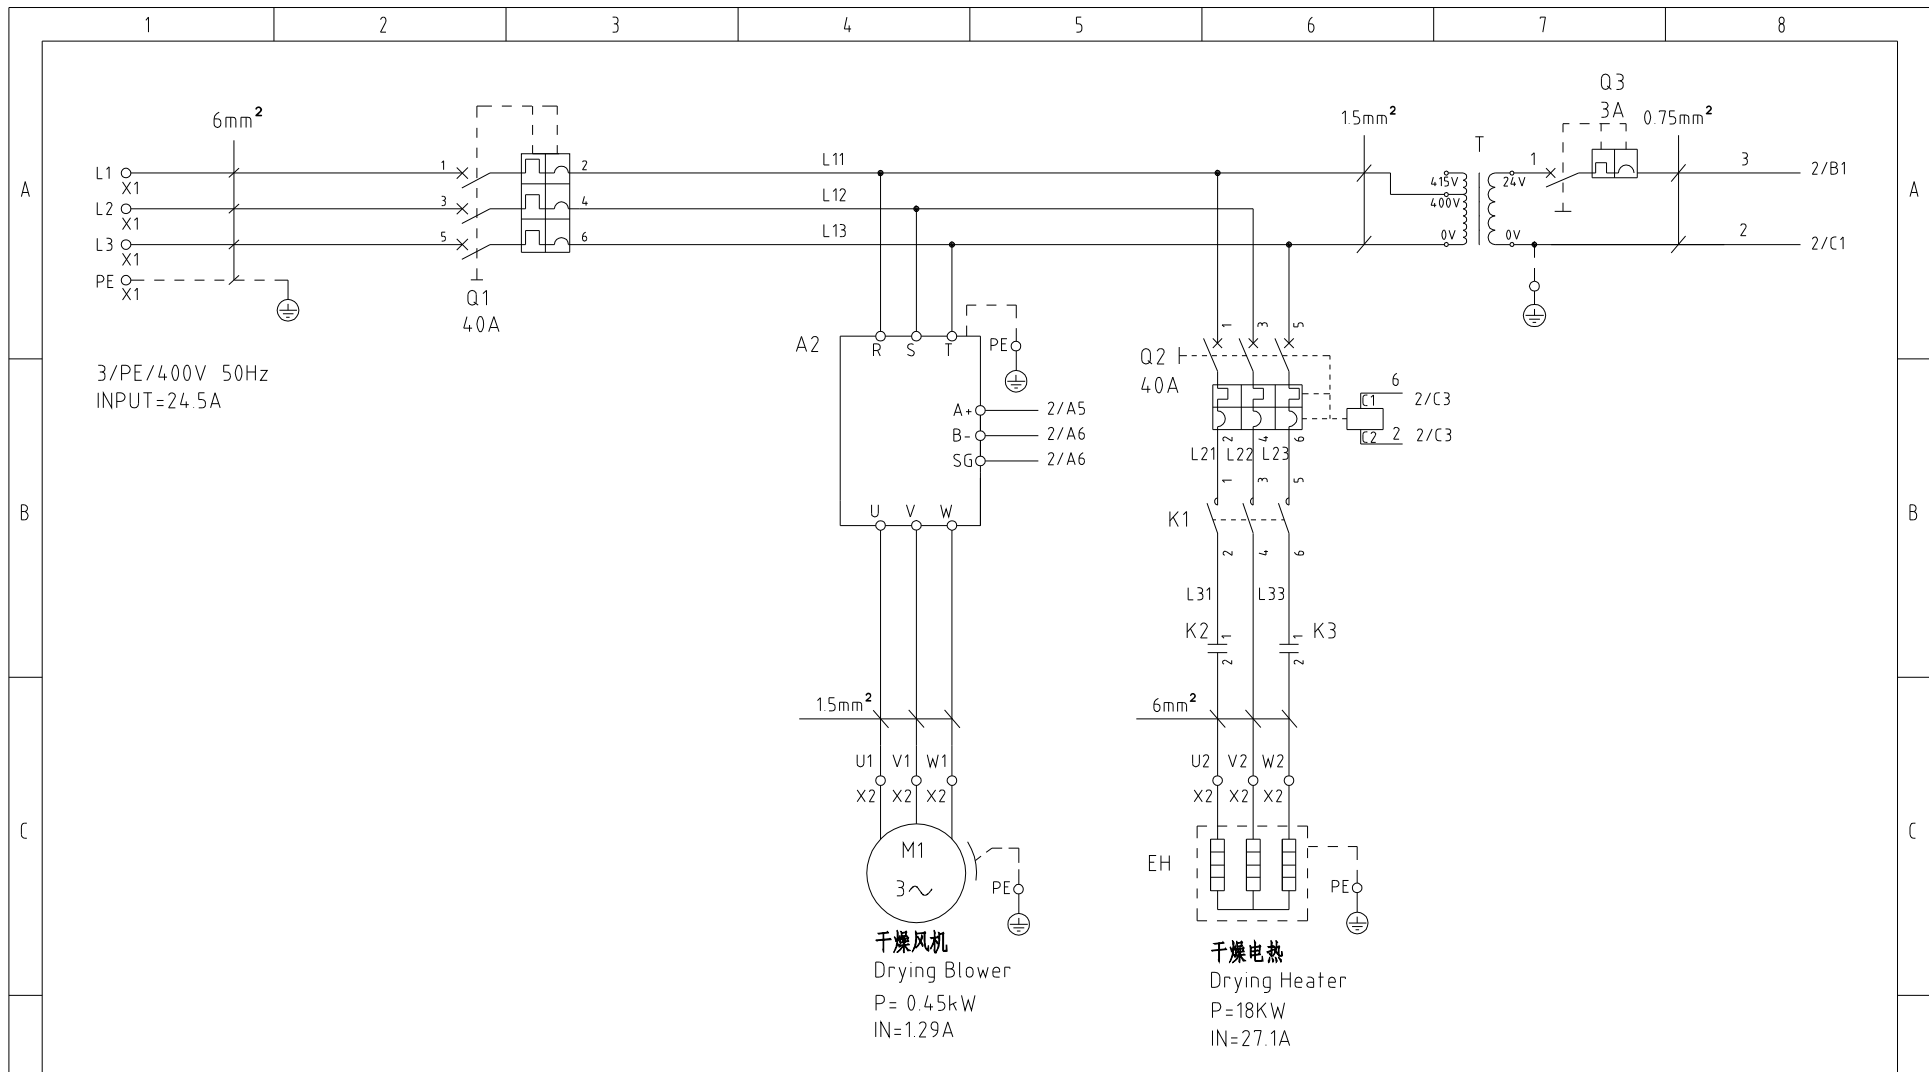 1 2 3 4 5 6 7 8
A A
B B
C C
6mm²
L1
X1
L2
X1
L3
X1
PE
X1
3/PE/400V 50Hz
INPUT=24.5A
1 2
3 4
5 6
Q1
40A
L11
L12
L13
A2
R S T
PE
A+ 2/A5
B- 2/A6
SG 2/A6
U V W
1.5mm²
U1 V1 W1
X2 X2 X2
M1
3~
PE
干燥风机
Drying Blower
P= 0.45kW
IN=1.29A
1 3 5
Q2
40A
2 4 6
C1 6 2/C3
C2 2 2/C3
L21 L22 L23
1 3 5
K1
2 4 6
L31 L33
K2 1 2
K3 1 2
6mm²
U2 V2 W2
X2 X2 X2
EH
PE
干燥电热
Drying Heater
P=18KW
IN=27.1A
1.5mm²
T
415V
400V
0V
24V
0V
1
Q3
3A
0.75mm²
3 2/B1
2 2/C1